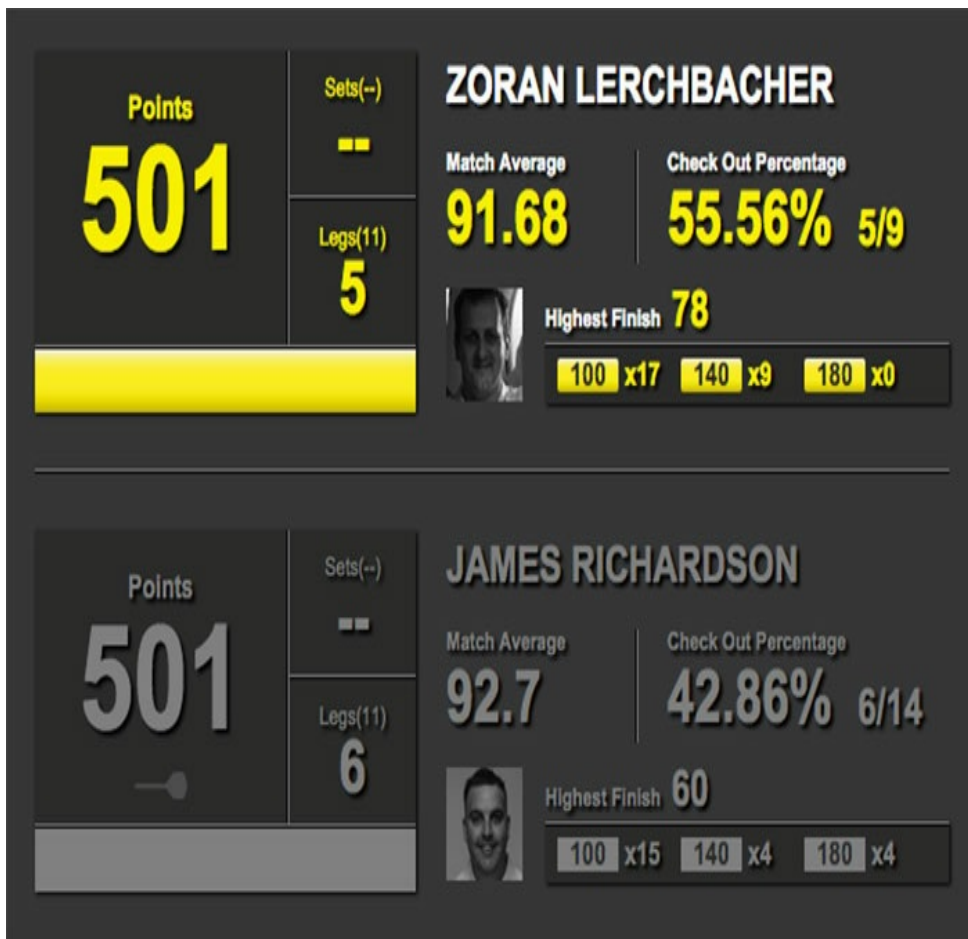 ZORAN LERCHBACHER
Points
501
Sets(--)
--
Legs(11)
5
Match Average
91.68
Check Out Percentage
55.56% 5/9
Highest Finish 78
100 x17 140 x9 180 x0
JAMES RICHARDSON
Points
501
Sets(--)
--
Legs(11)
6
Match Average
92.7
Check Out Percentage
42.86% 6/14
Highest Finish 60
100 x15 140 x4 180 x4